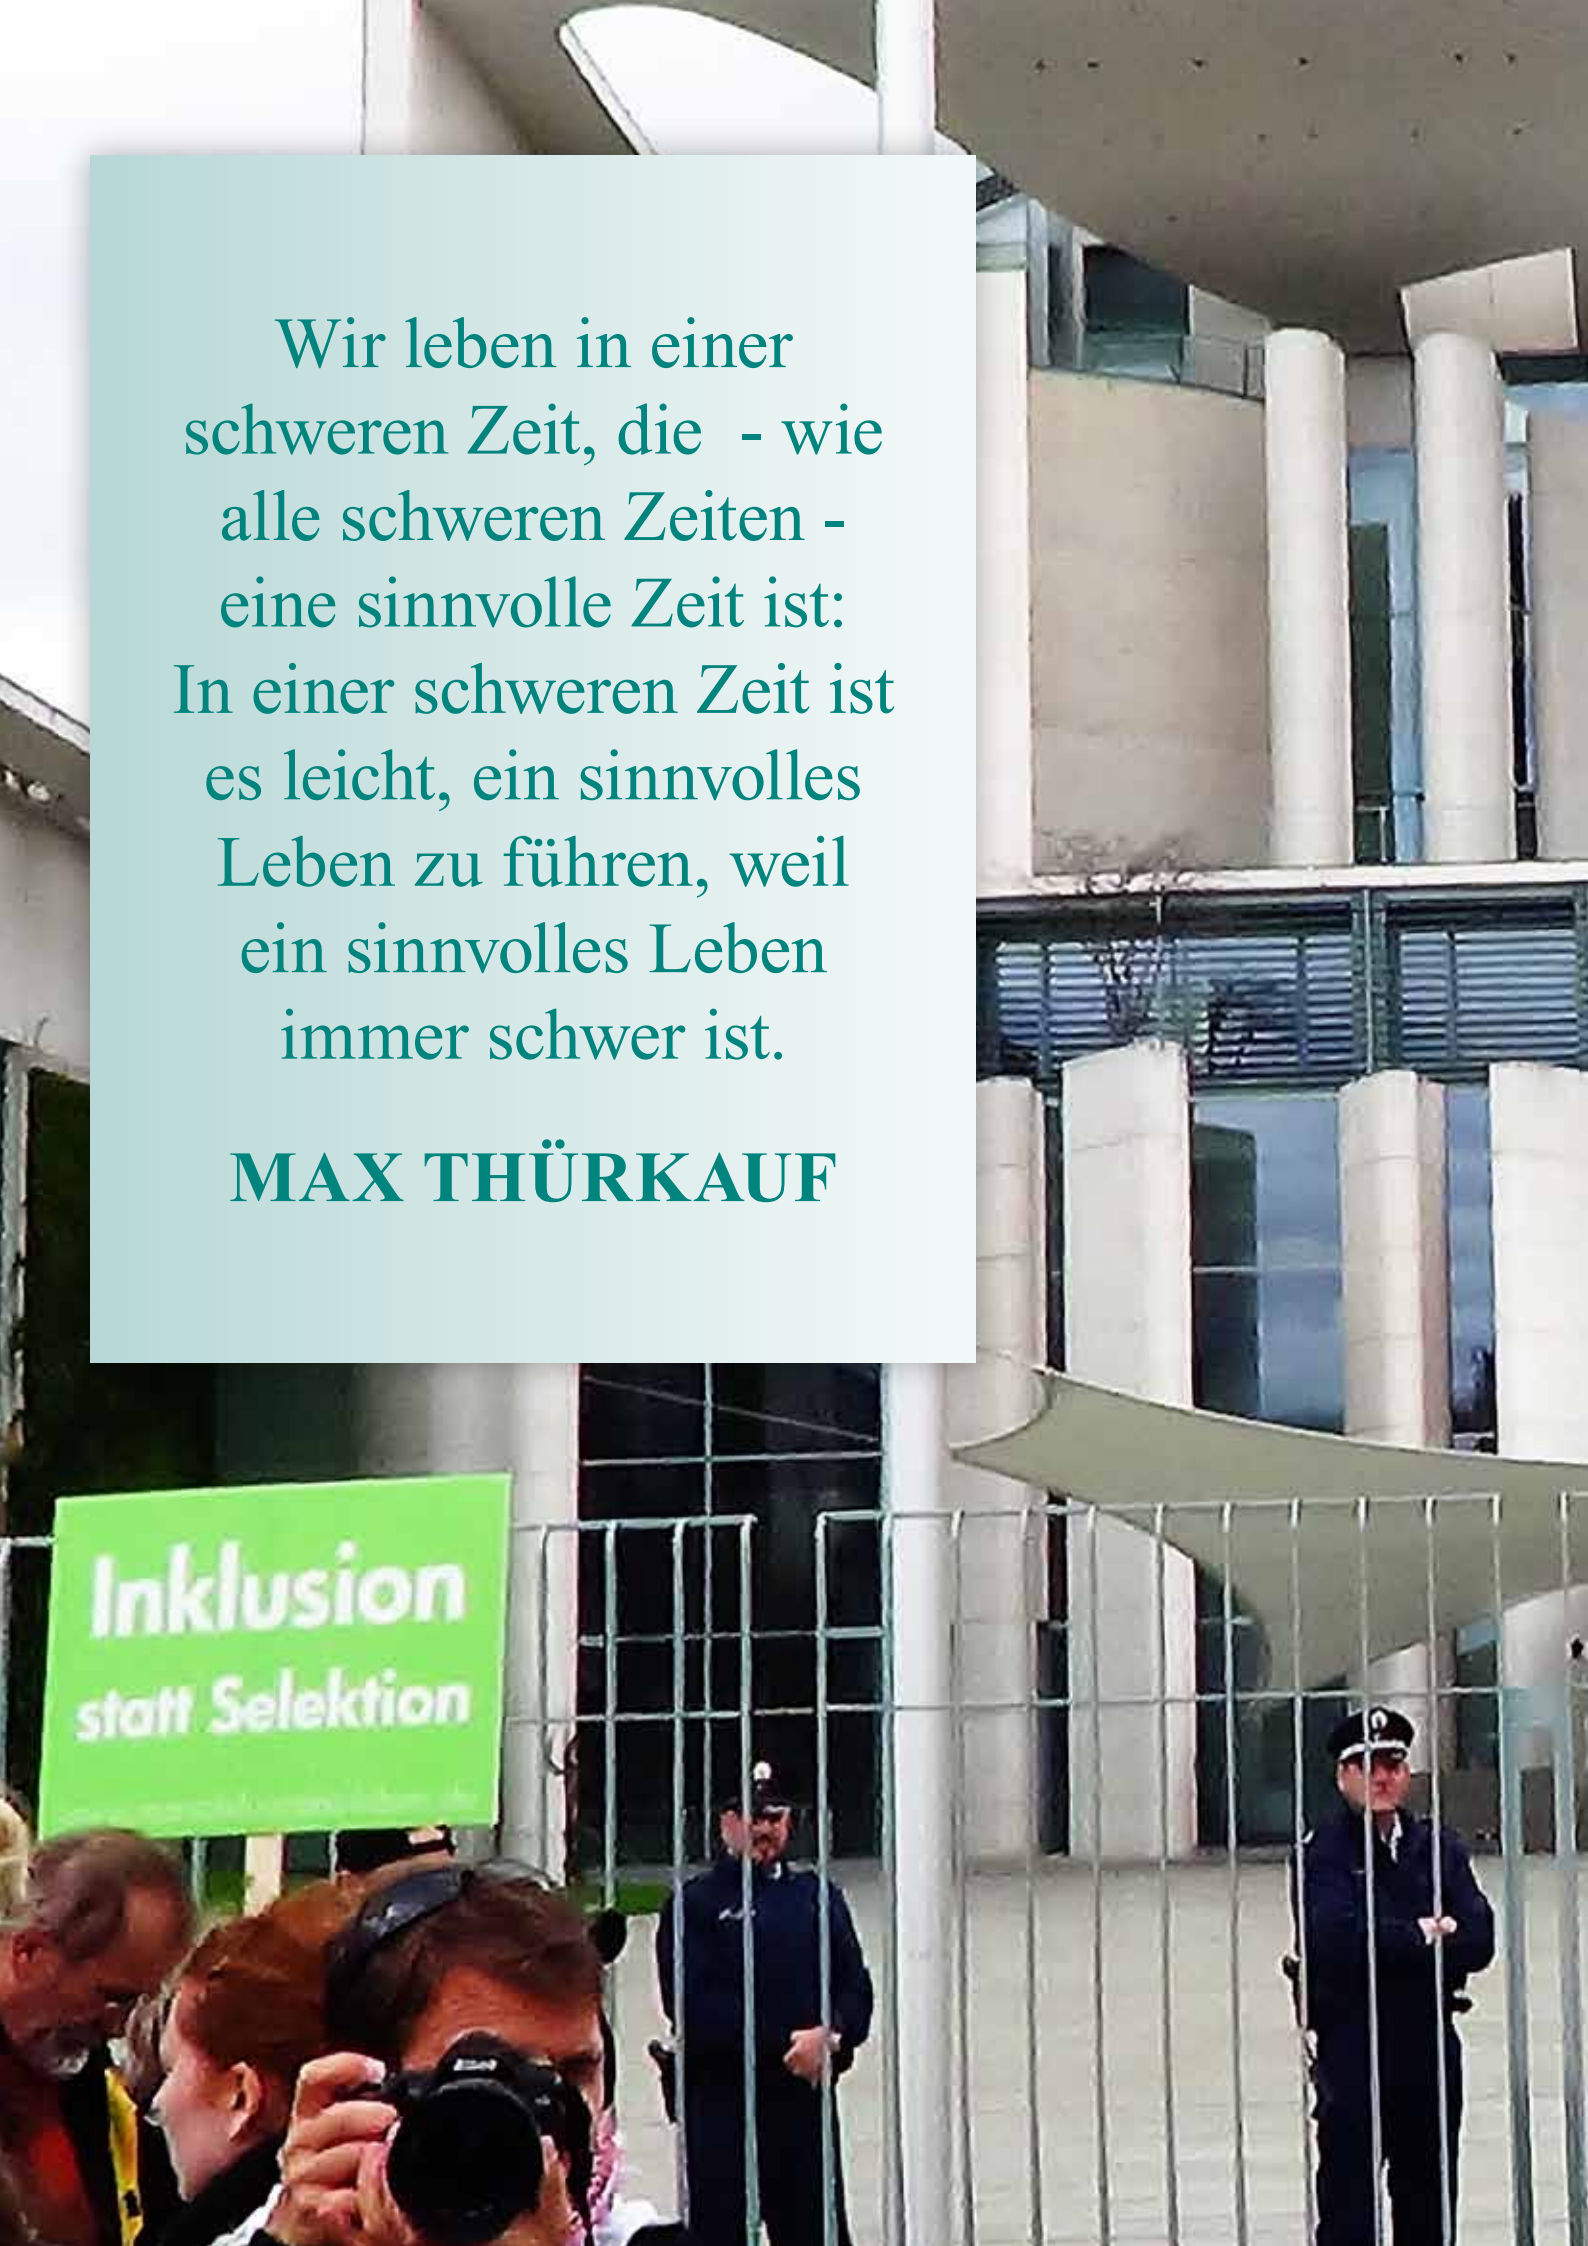 Wir leben in einer
schweren Zeit, die  - wie
alle schweren Zeiten -
eine sinnvolle Zeit ist:
In einer schweren Zeit ist
es leicht, ein sinnvolles
Leben zu führen, weil
ein sinnvolles Leben
immer schwer ist.
MAX THÜRKAUF
Inklusion
statt Selektion